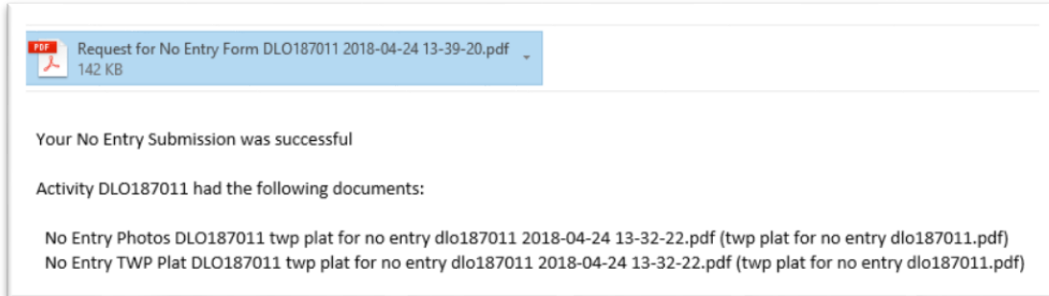 PDF
Request for No Entry Form DLO187011 2018-04-24 13-39-20.pdf
142 KB
Your No Entry Submission was successful
Activity DLO187011 had the following documents:
No Entry Photos DLO187011 twp plat for no entry dlo187011 2018-04-24 13-32-22.pdf (twp plat for no entry dlo187011.pdf)
No Entry TWP Plat DLO187011 twp plat for no entry dlo187011 2018-04-24 13-32-22.pdf (twp plat for no entry dlo187011.pdf)